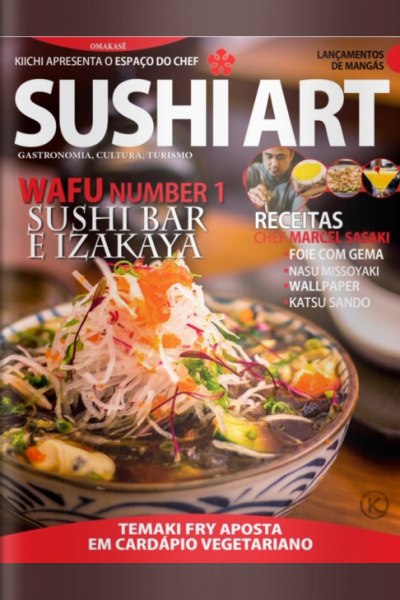 OMAKASÊ
KIICHI APRESENTA O ESPAÇO DO CHEF
LANÇAMENTOS
DE MANGÁS
SUSHI ART
GASTRONOMIA, CULTURA, TURISMO
WAFU NUMBER 1
SUSHI BAR
E IZAKAYA
RECEITAS
CHEF MARCEL SASAKI
• FOIE COM GEMA
• NASU MISSOYAKI
• WALLPAPER
• KATSU SANDO
K
TEMAKI FRY APOSTA
EM CARDÁPIO VEGETARIANO